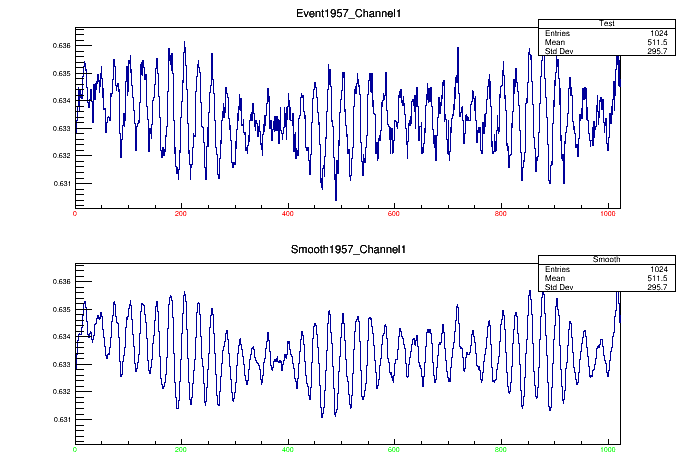 Event1957_Channel1
Test
Entries 1024
Mean 511.5
Std Dev 295.7
0.636
0.635
0.634
0.633
0.632
0.631
0 200 400 600 800 1000
Smooth1957_Channel1
Smooth
Entries 1024
Mean 511.5
Std Dev 295.7
0.636
0.635
0.634
0.633
0.632
0.631
0 200 400 600 800 1000